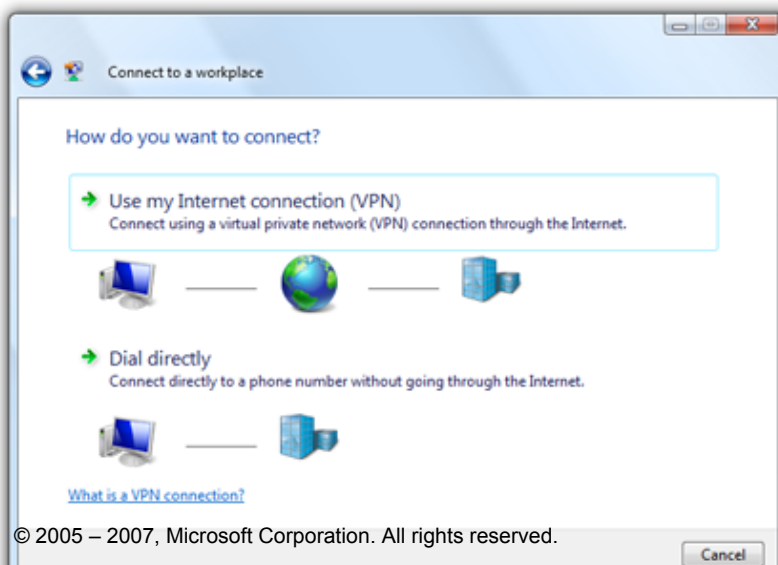 Connect to a workplace
How do you want to connect?
Use my Internet connection (VPN)
Connect using a virtual private network (VPN) connection through the Internet.
Dial directly
Connect directly to a phone number without going through the Internet.
What is a VPN connection?
© 2005 – 2007, Microsoft Corporation. All rights reserved.
Cancel